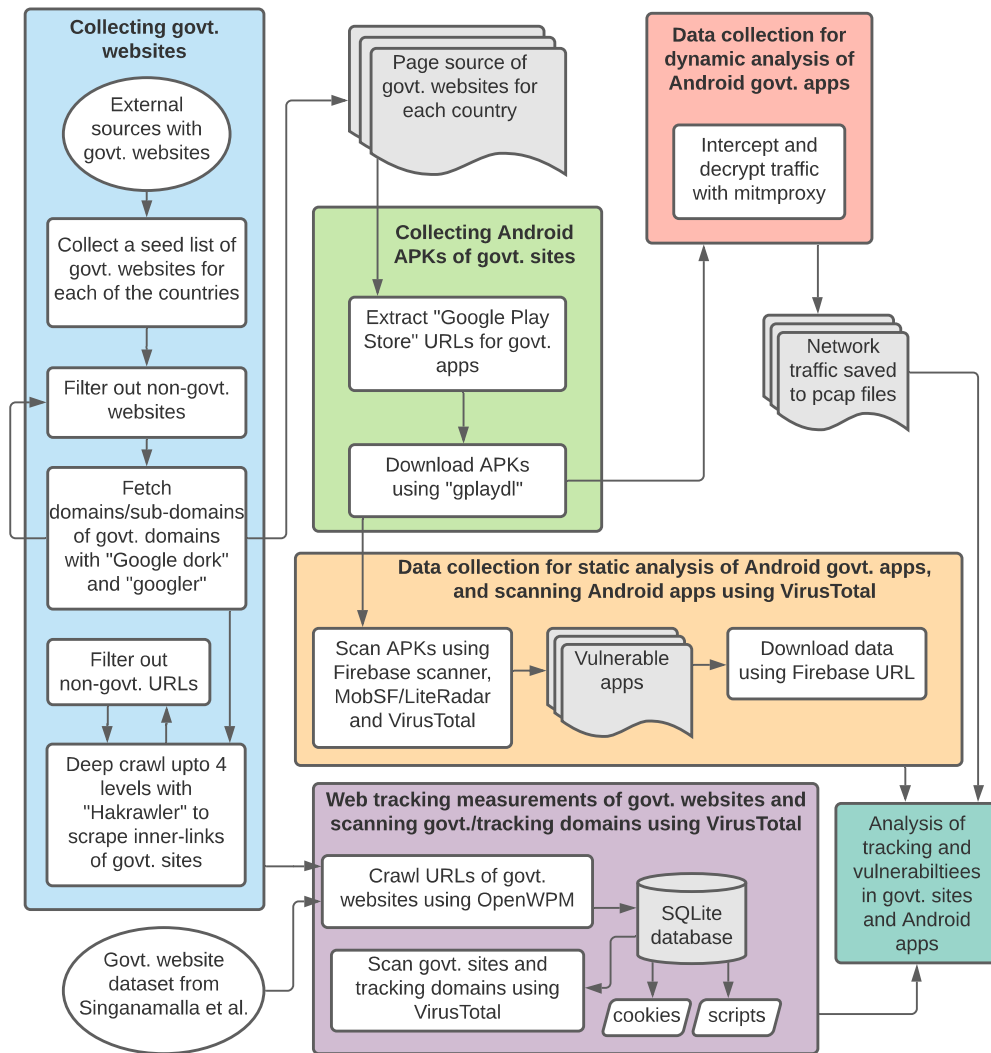 Collecting govt.
websites
External
sources with
govt. websites
Collect a seed list of
govt. websites for
each of the countries
Filter out non-govt.
websites
Fetch
domains/sub-domains
of govt. domains
with "Google dork"
and "googler"
Filter out
non-govt. URLs
Deep crawl upto 4
levels with
"Hakrawler" to
scrape inner-links
of govt. sites
Govt. website
dataset from
Singanamalla et al.
Page source of
govt. websites for
each country
Collecting Android
APKs of govt. sites
Extract "Google Play
Store" URLs for govt.
apps
Download APKs
using "gplaydl"
Data collection for
dynamic analysis of
Android govt. apps
Intercept and
decrypt traffic
with mitmproxy
Network
traffic saved
to pcap files
Data collection for static analysis of Android govt. apps,
and scanning Android apps using VirusTotal
Scan APKs using
Firebase scanner,
MobSF/LiteRadar
and VirusTotal
Vulnerable
apps
Download data
using Firebase URL
Web tracking measurements of govt. websites and
scanning govt./tracking domains using VirusTotal
Crawl URLs of govt.
websites using OpenWPM
SQLite
database
Scan govt. sites and
tracking domains using
VirusTotal
cookies
scripts
Analysis of
tracking and
vulnerabiltiees
in govt. sites
and Android
apps